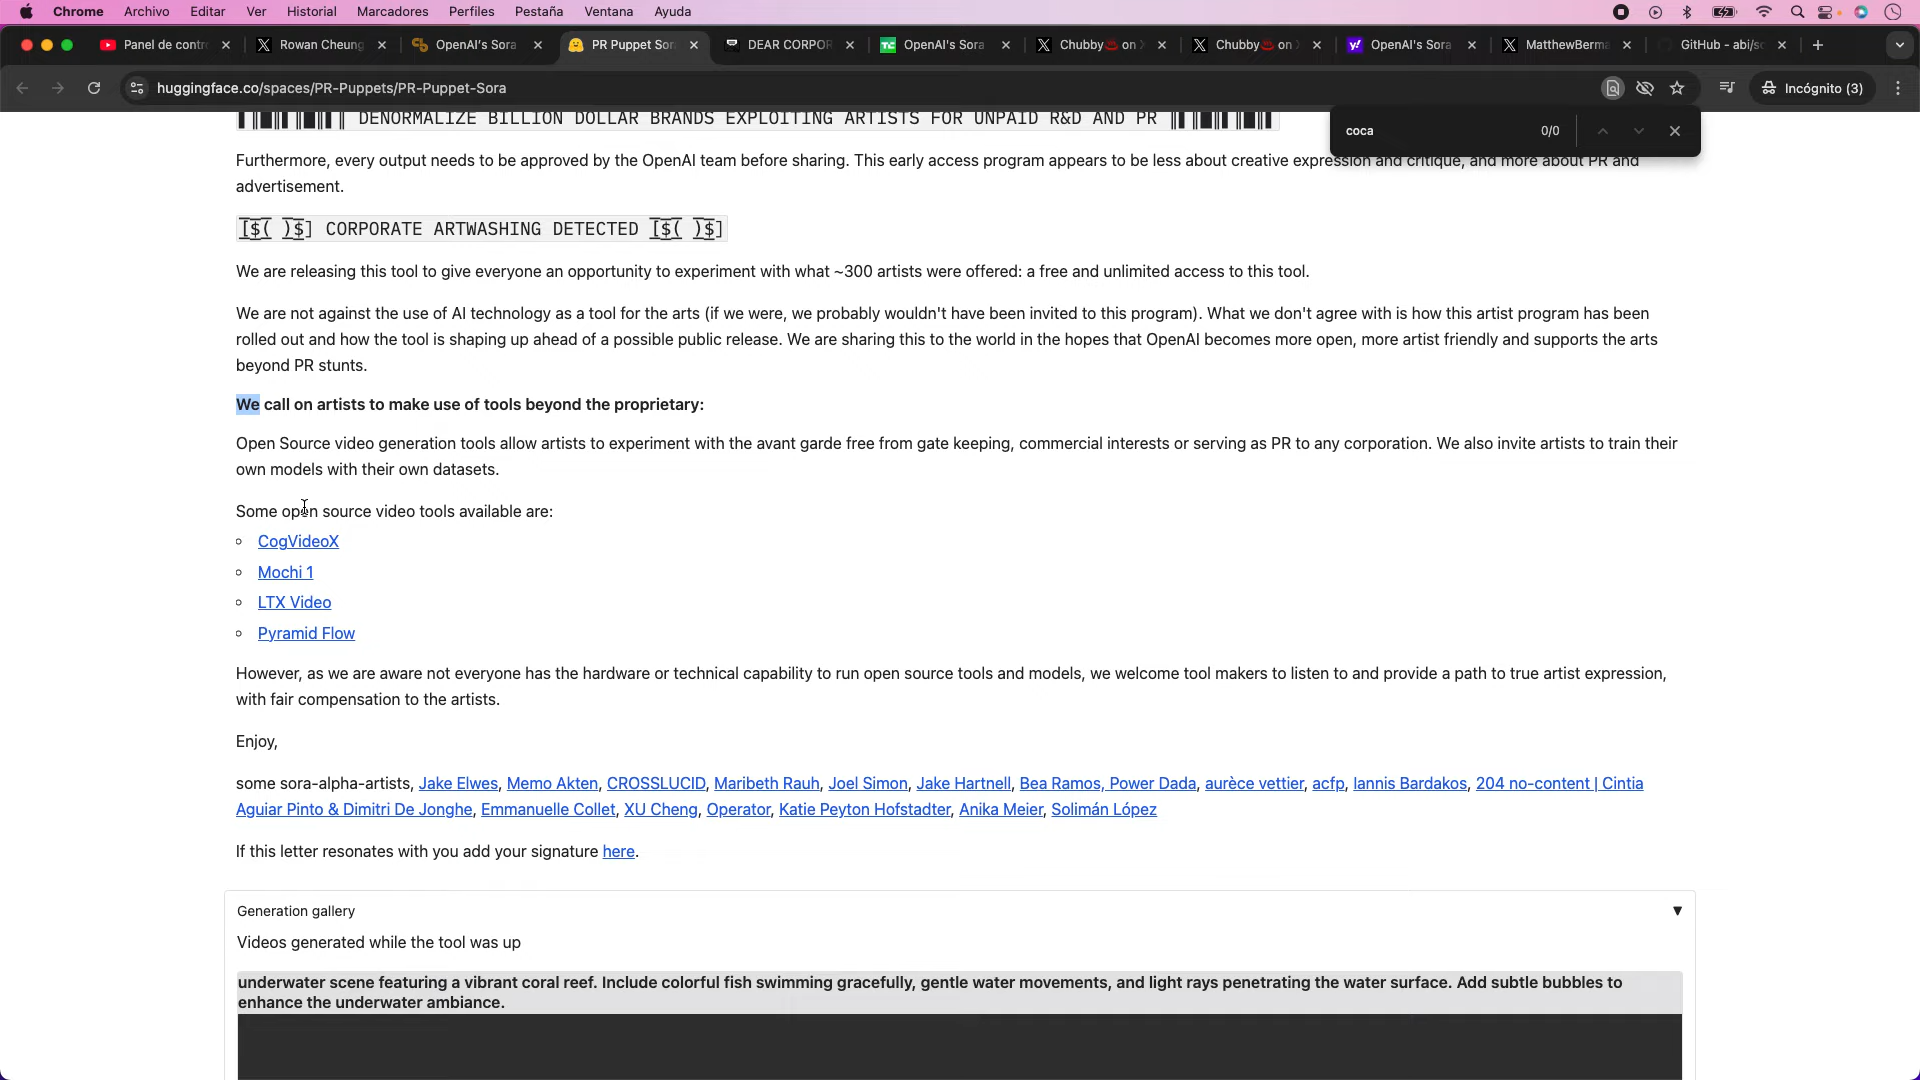 Chrome Archivo Editar Ver Historial Marcadores Perfiles Pestaña Ventana Ayuda
Panel de contr Rowan Cheung OpenAI's Sora PR Puppet Sor DEAR CORPOR OpenAI's Sora Chubby on Chubby on OpenAI's Sora MatthewBerma GitHub - abi/sc
huggingface.co/spaces/PR-Puppets/PR-Puppet-Sora Incógnito (3)
coca 0/0
DENORMALIZE BILLION DOLLAR BRANDS EXPLOITING ARTISTS FOR UNPAID R&D AND PR
Furthermore, every output needs to be approved by the OpenAI team before sharing. This early access program appears to be less about creative expression and critique, and more about PR and
advertisement.
[$( )$] CORPORATE ARTWASHING DETECTED [$( )$]
We are releasing this tool to give everyone an opportunity to experiment with what ~300 artists were offered: a free and unlimited access to this tool.
We are not against the use of AI technology as a tool for the arts (if we were, we probably wouldn't have been invited to this program). What we don't agree with is how this artist program has been
rolled out and how the tool is shaping up ahead of a possible public release. We are sharing this to the world in the hopes that OpenAI becomes more open, more artist friendly and supports the arts
beyond PR stunts.
We call on artists to make use of tools beyond the proprietary:
Open Source video generation tools allow artists to experiment with the avant garde free from gate keeping, commercial interests or serving as PR to any corporation. We also invite artists to train their
own models with their own datasets.
Some open source video tools available are:
CogVideoX
Mochi 1
LTX Video
Pyramid Flow
However, as we are aware not everyone has the hardware or technical capability to run open source tools and models, we welcome tool makers to listen to and provide a path to true artist expression,
with fair compensation to the artists.
Enjoy,
some sora-alpha-artists, Jake Elwes, Memo Akten, CROSSLUCID, Maribeth Rauh, Joel Simon, Jake Hartnell, Bea Ramos, Power Dada, aurèce vettier, acfp, Iannis Bardakos, 204 no-content | Cintia
Aguiar Pinto & Dimitri De Jonghe, Emmanuelle Collet, XU Cheng, Operator, Katie Peyton Hofstadter, Anika Meier, Solimán López
If this letter resonates with you add your signature here.
Generation gallery
Videos generated while the tool was up
underwater scene featuring a vibrant coral reef. Include colorful fish swimming gracefully, gentle water movements, and light rays penetrating the water surface. Add subtle bubbles to
enhance the underwater ambiance.